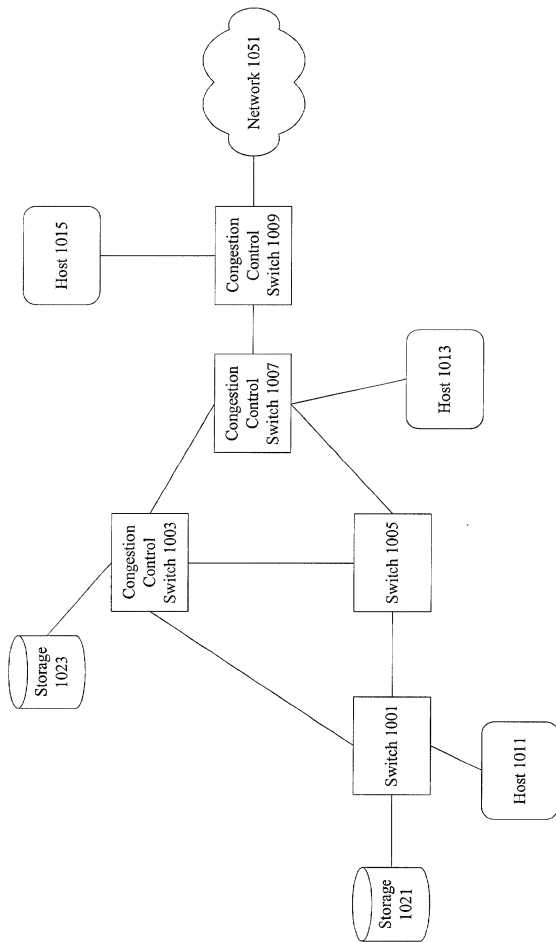 Storage
1023
Host 1015
Congestion
Control
Switch 1003
Congestion
Control
Switch 1007
Congestion
Control
Switch 1009
Network 1051
Storage
1021
Switch 1001
Switch 1005
Host 1011
Host 1013